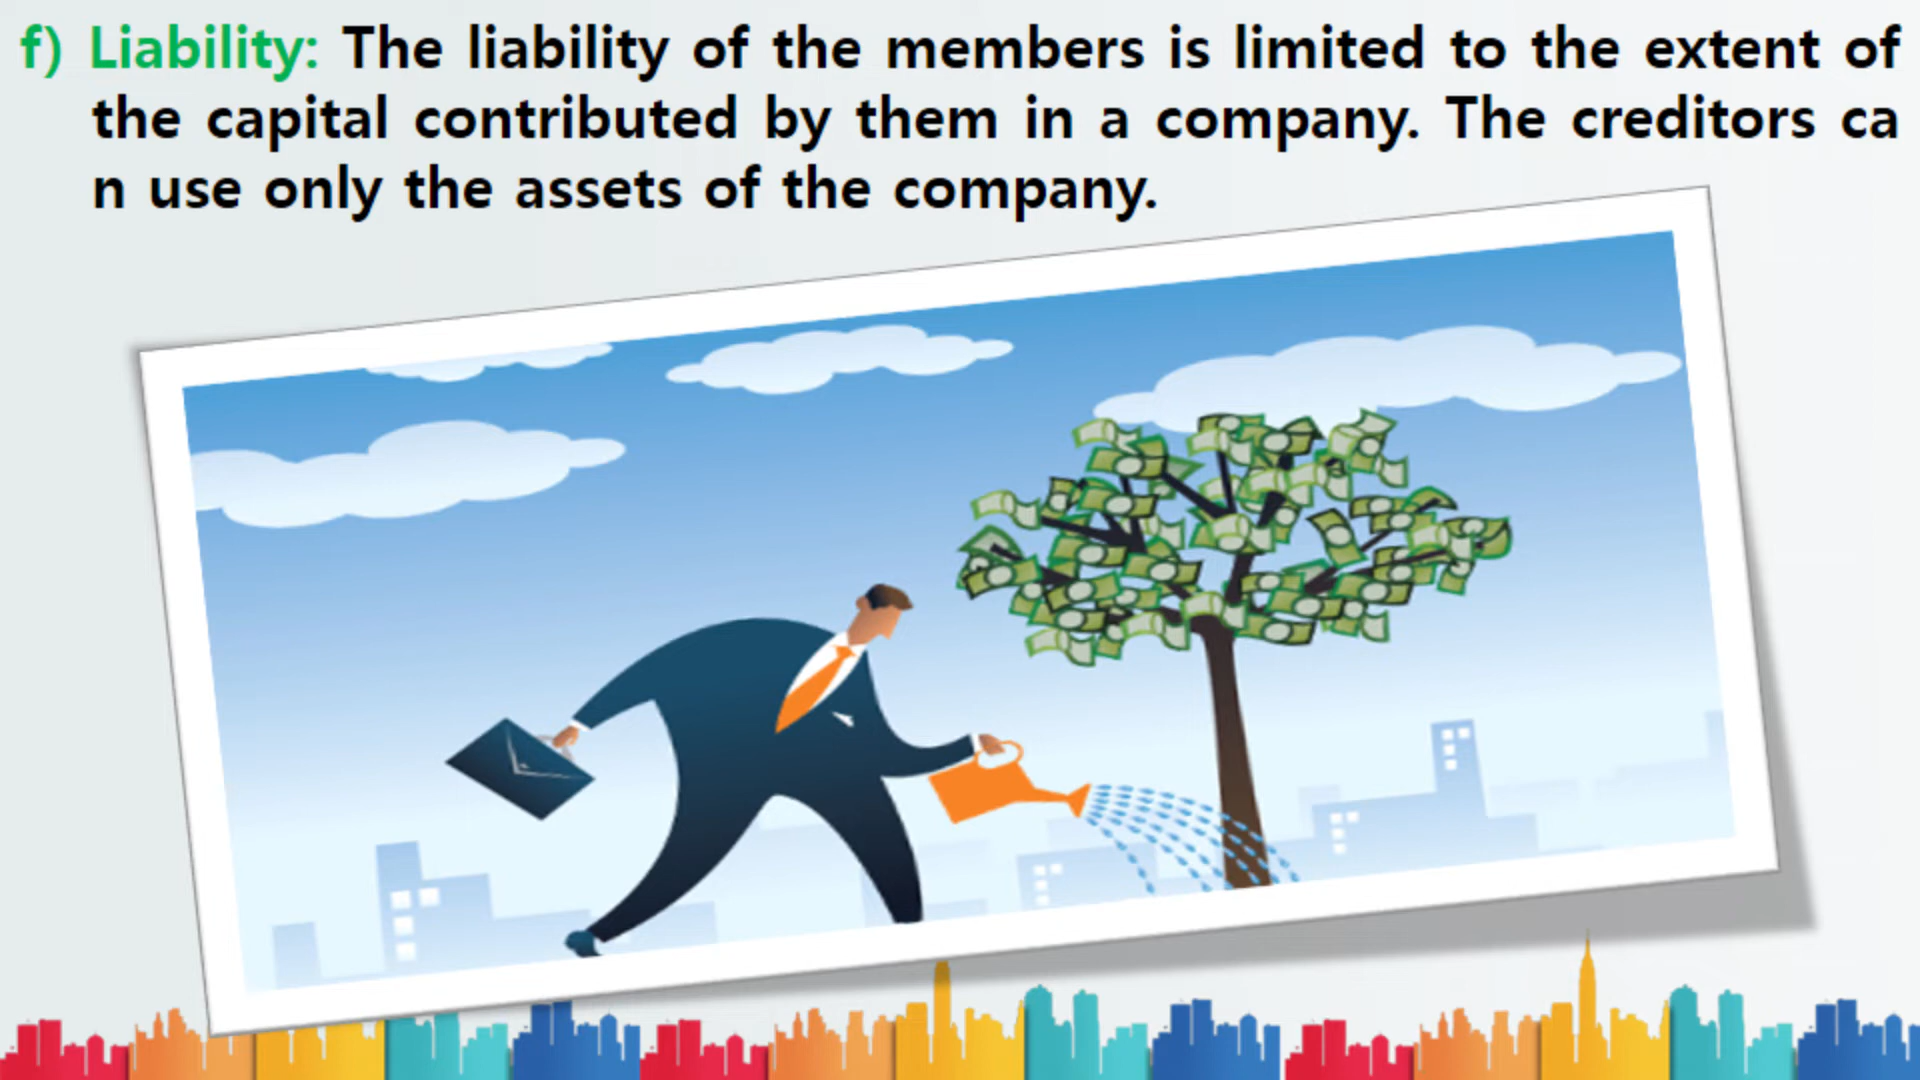 f) Liability: The liability of the members is limited to the extent of
the capital contributed by them in a company. The creditors ca
n use only the assets of the company.